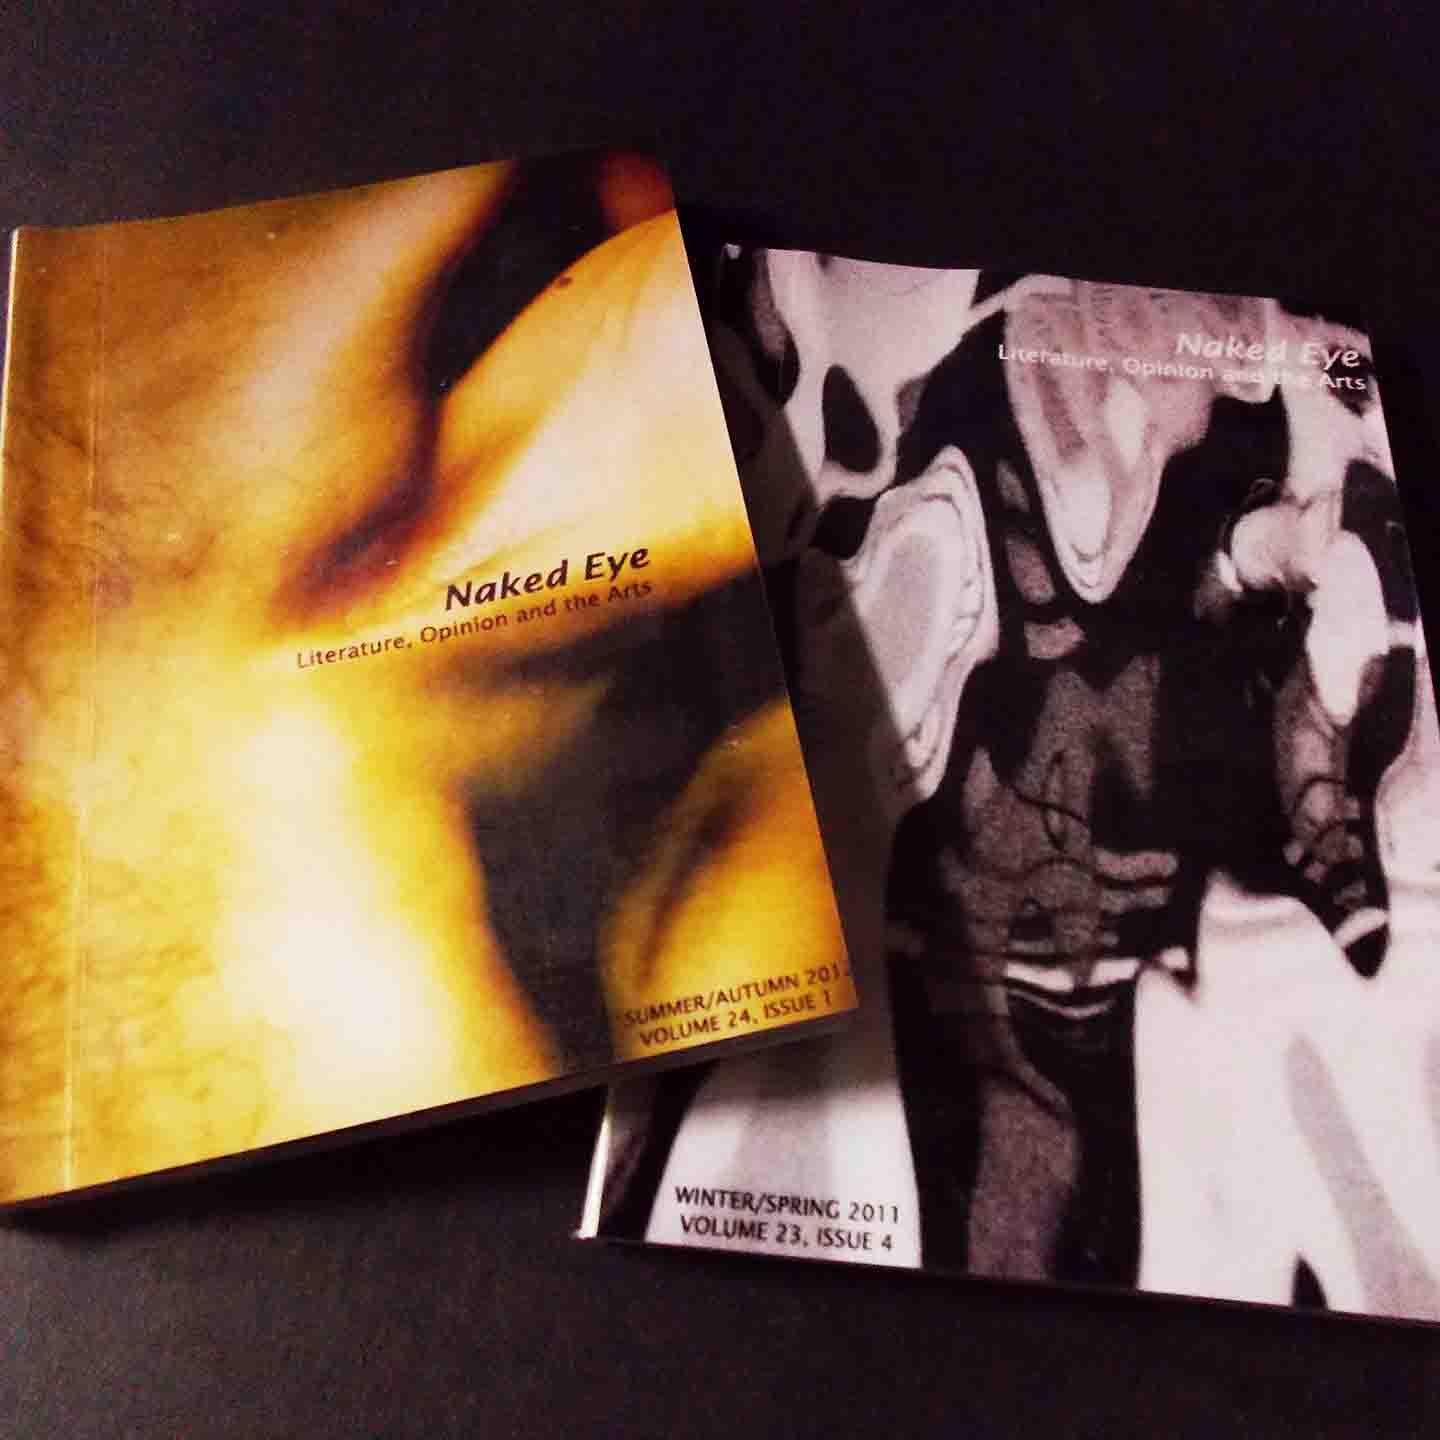 Naked Eye
Literature, Opinion and the Arts
SUMMER/AUTUMN
VOLUME 24, ISSUE 1
Naked Eye
Literature, Opinion and the Arts
WINTER/SPRING 2011
VOLUME 23, ISSUE 4